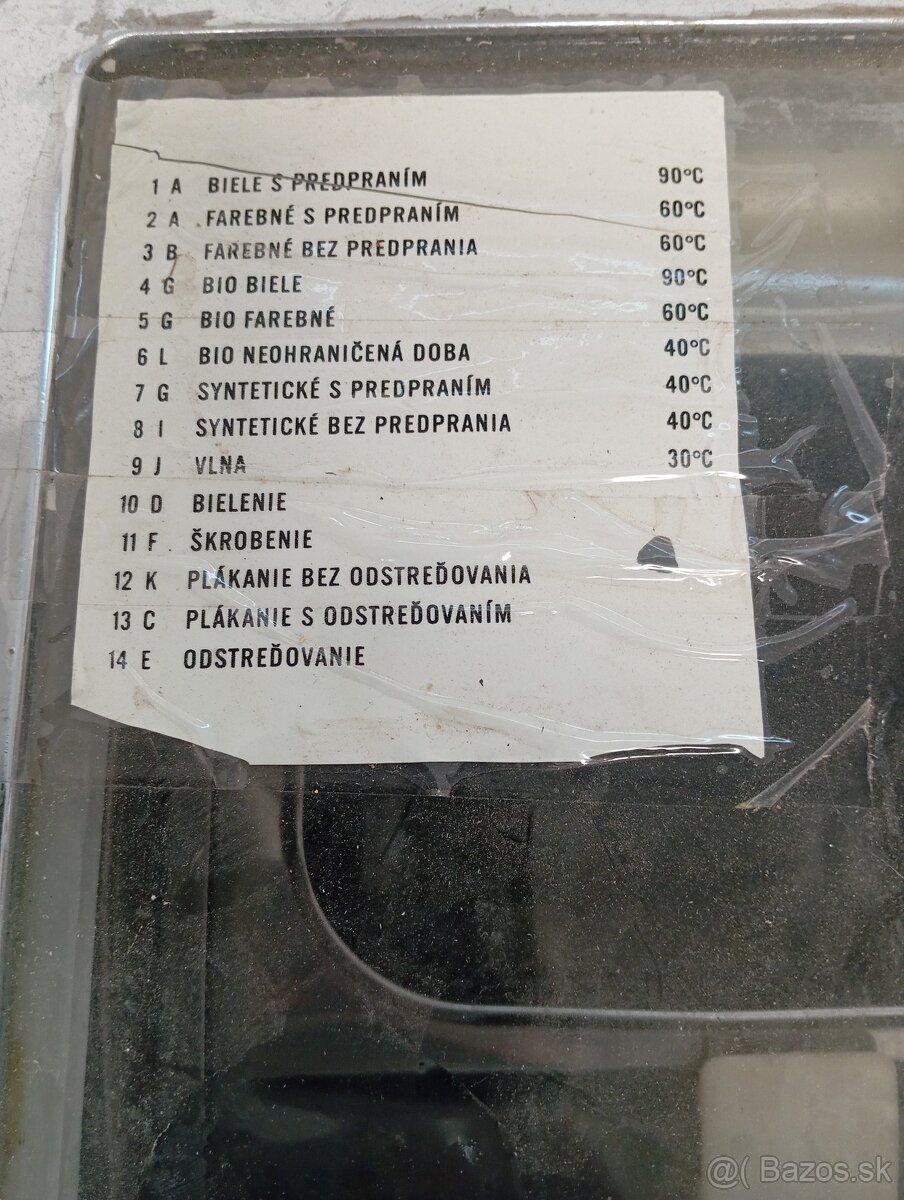 1 A BIELE S PREDPRANÍM 90°C
2 A FAREBNÉ S PREDPRANÍM 60°C
3 B FAREBNÉ BEZ PREDPRANIA 60°C
4 G BIO BIELE 90°C
5 G BIO FAREBNÉ 60°C
6 L BIO NEOHRANIČENÁ DOBA 40°C
7 G SYNTETICKÉ S PREDPRANÍM 40°C
8 I SYNTETICKÉ BEZ PREDPRANIA 40°C
9 J VLNA 30°C
10 D BIELENIE
11 F ŠKROBENIE
12 K PLÁKANIE BEZ ODSTREĎOVANIA
13 C PLÁKANIE S ODSTREĎOVANÍM
14 E ODSTREĎOVANIE
@( Bazos.sk